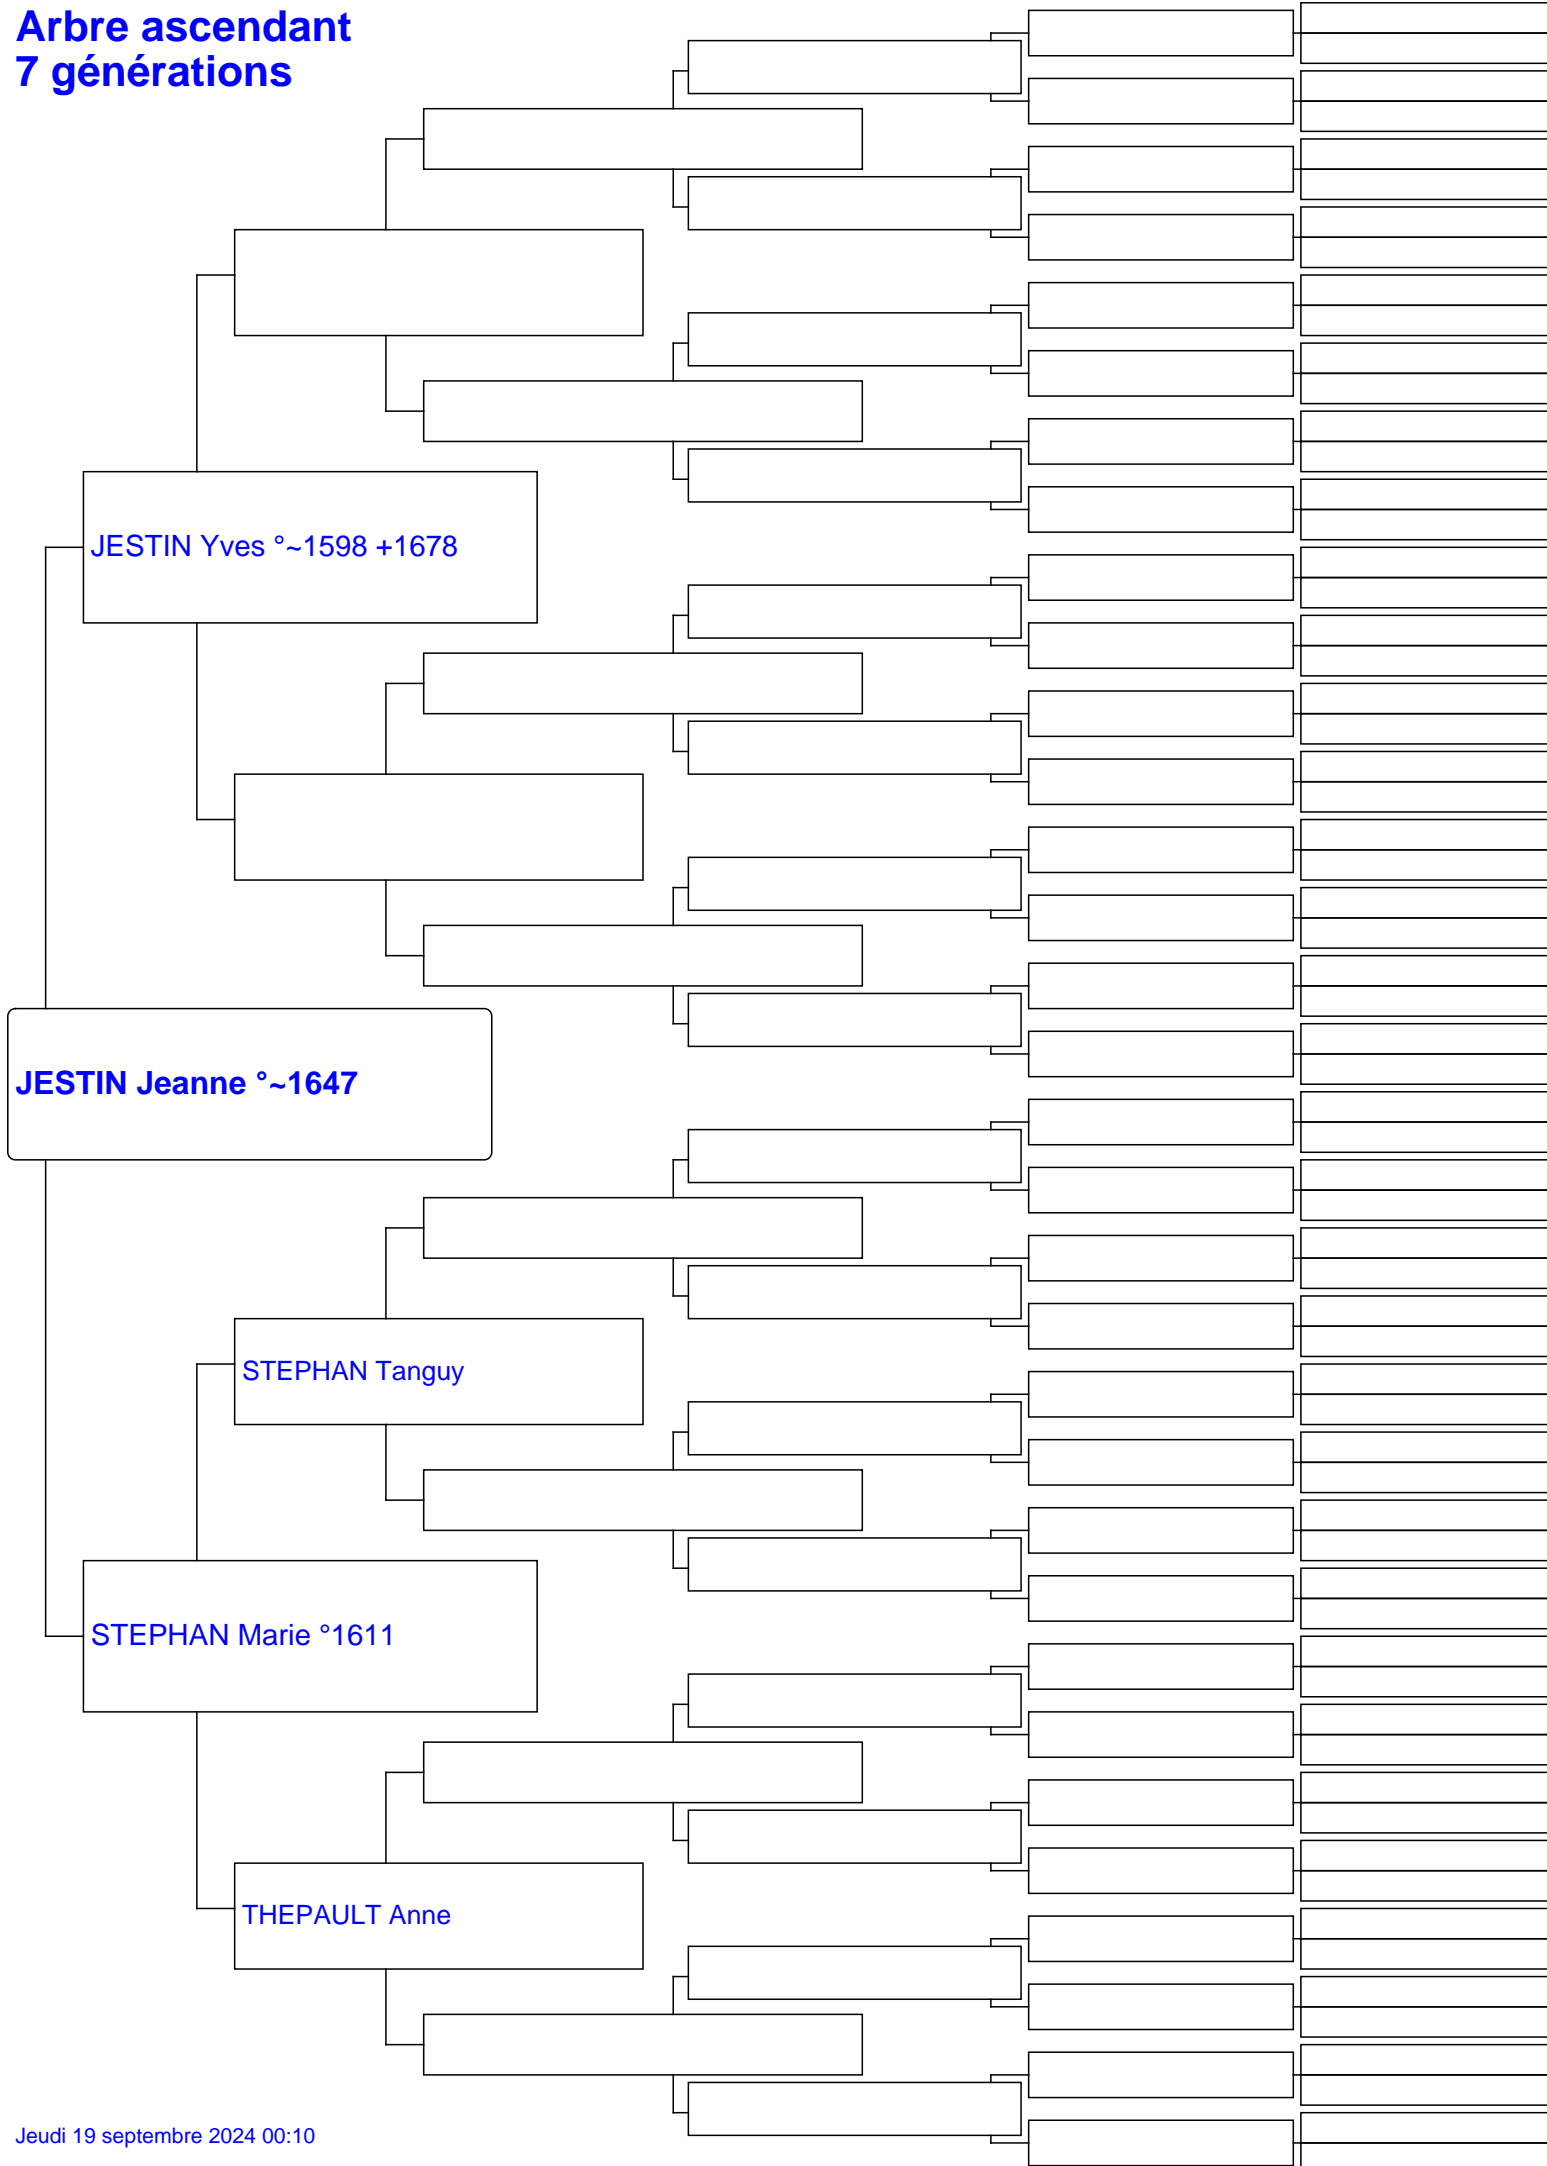 Arbre ascendant
7 générations
JESTIN Yves °~1598 +1678
JESTIN Jeanne °~1647
STEPHAN Tanguy
STEPHAN Marie °1611
THEPAULT Anne
Jeudi 19 septembre 2024 00:10